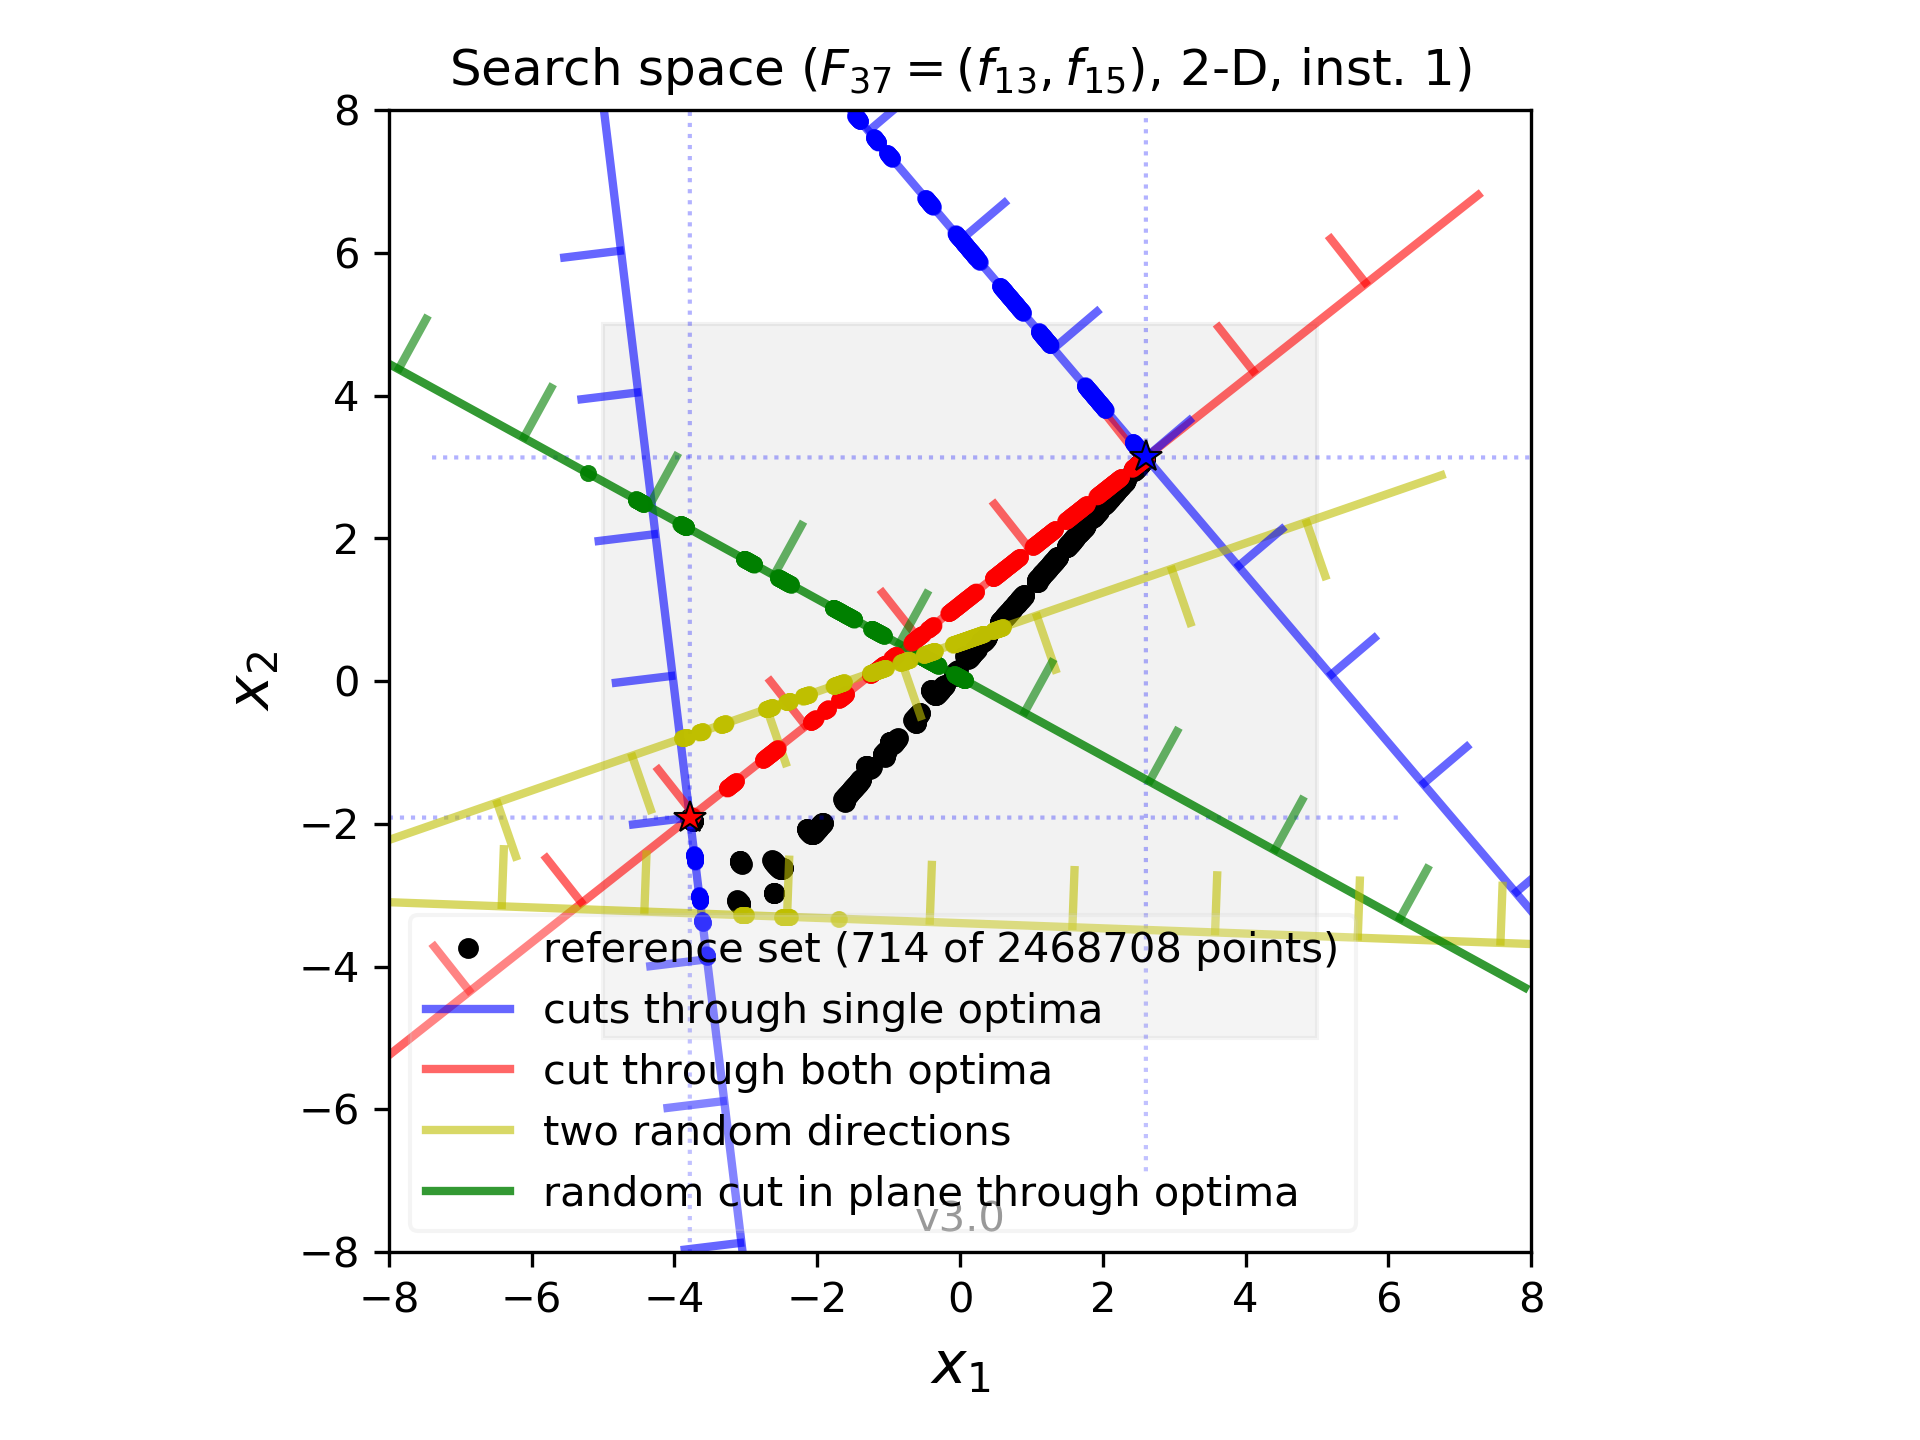 Search space (F₃₇ = (f₁₃, f₁₅), 2-D, inst. 1)
8
6
4
2
0
−2
−4
−6
−8
x₂
reference set (714 of 2468708 points)
cuts through single optima
cut through both optima
two random directions
random cut in plane through optima
v3.0
−8 −6 −4 −2 0 2 4 6 8
x₁